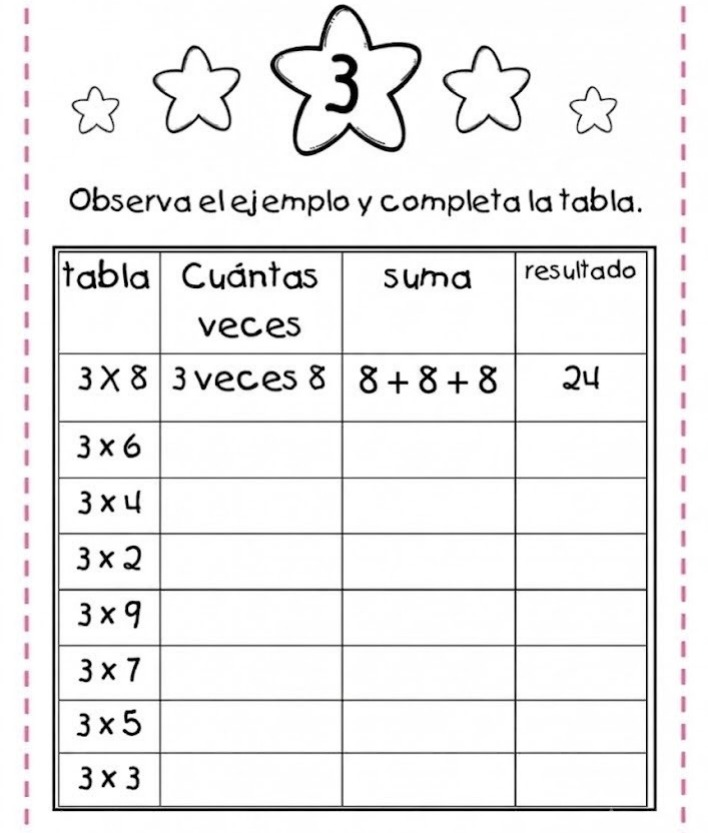 3
Observa el ejemplo y completa la tabla.
tabla Cuántas veces suma resultado
3 X 8 3 veces 8 8 + 8 + 8 24
3 x 6
3 x 4
3 x 2
3 x 9
3 x 7
3 x 5
3 x 3